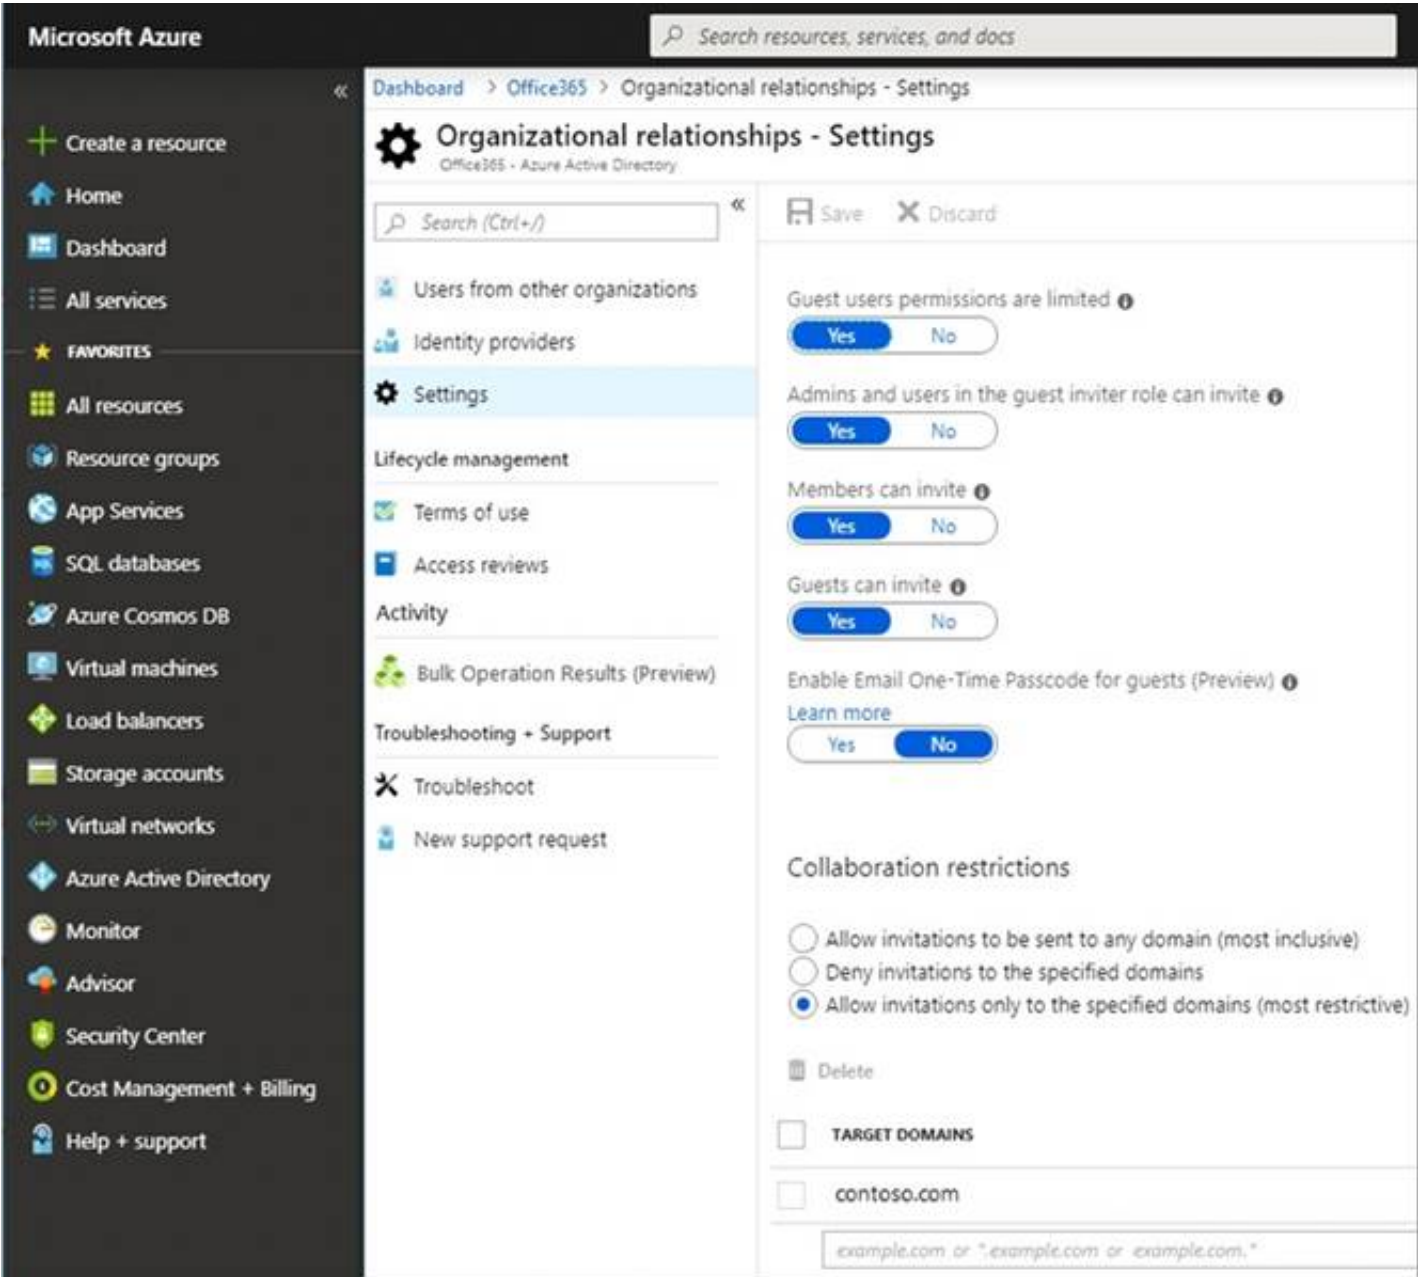 Microsoft Azure
Search resources, services, and docs
«
Create a resource
Home
Dashboard
All services
FAVORITES
All resources
Resource groups
App Services
SQL databases
Azure Cosmos DB
Virtual machines
Load balancers
Storage accounts
Virtual networks
Azure Active Directory
Monitor
Advisor
Security Center
Cost Management + Billing
Help + support
Dashboard > Office365 > Organizational relationships - Settings
Organizational relationships - Settings
Office365 - Azure Active Directory
Search (Ctrl+/)
«
Users from other organizations
Identity providers
Settings
Lifecycle management
Terms of use
Access reviews
Activity
Bulk Operation Results (Preview)
Troubleshooting + Support
Troubleshoot
New support request
Save Discard
Guest users permissions are limited
Yes No
Admins and users in the guest inviter role can invite
Yes No
Members can invite
Yes No
Guests can invite
Yes No
Enable Email One-Time Passcode for guests (Preview)
Learn more
Yes No
Collaboration restrictions
Allow invitations to be sent to any domain (most inclusive)
Deny invitations to the specified domains
Allow invitations only to the specified domains (most restrictive)
Delete
TARGET DOMAINS
contoso.com
example.com or *.example.com or example.com.*